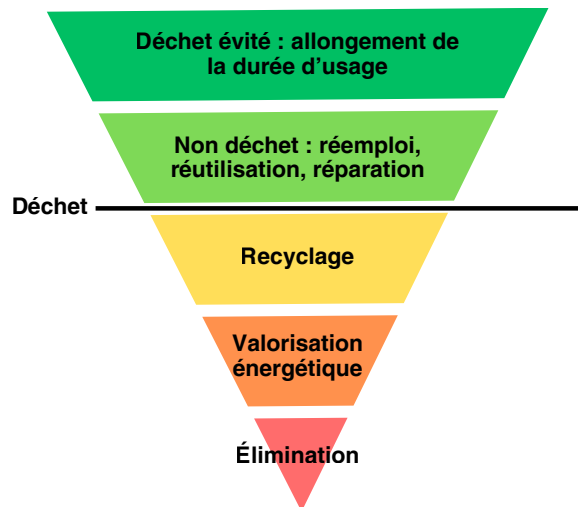 Déchet évité : allongement de
la durée d'usage
Non déchet : réemploi,
réutilisation, réparation
Déchet
Recyclage
Valorisation
énergétique
Élimination